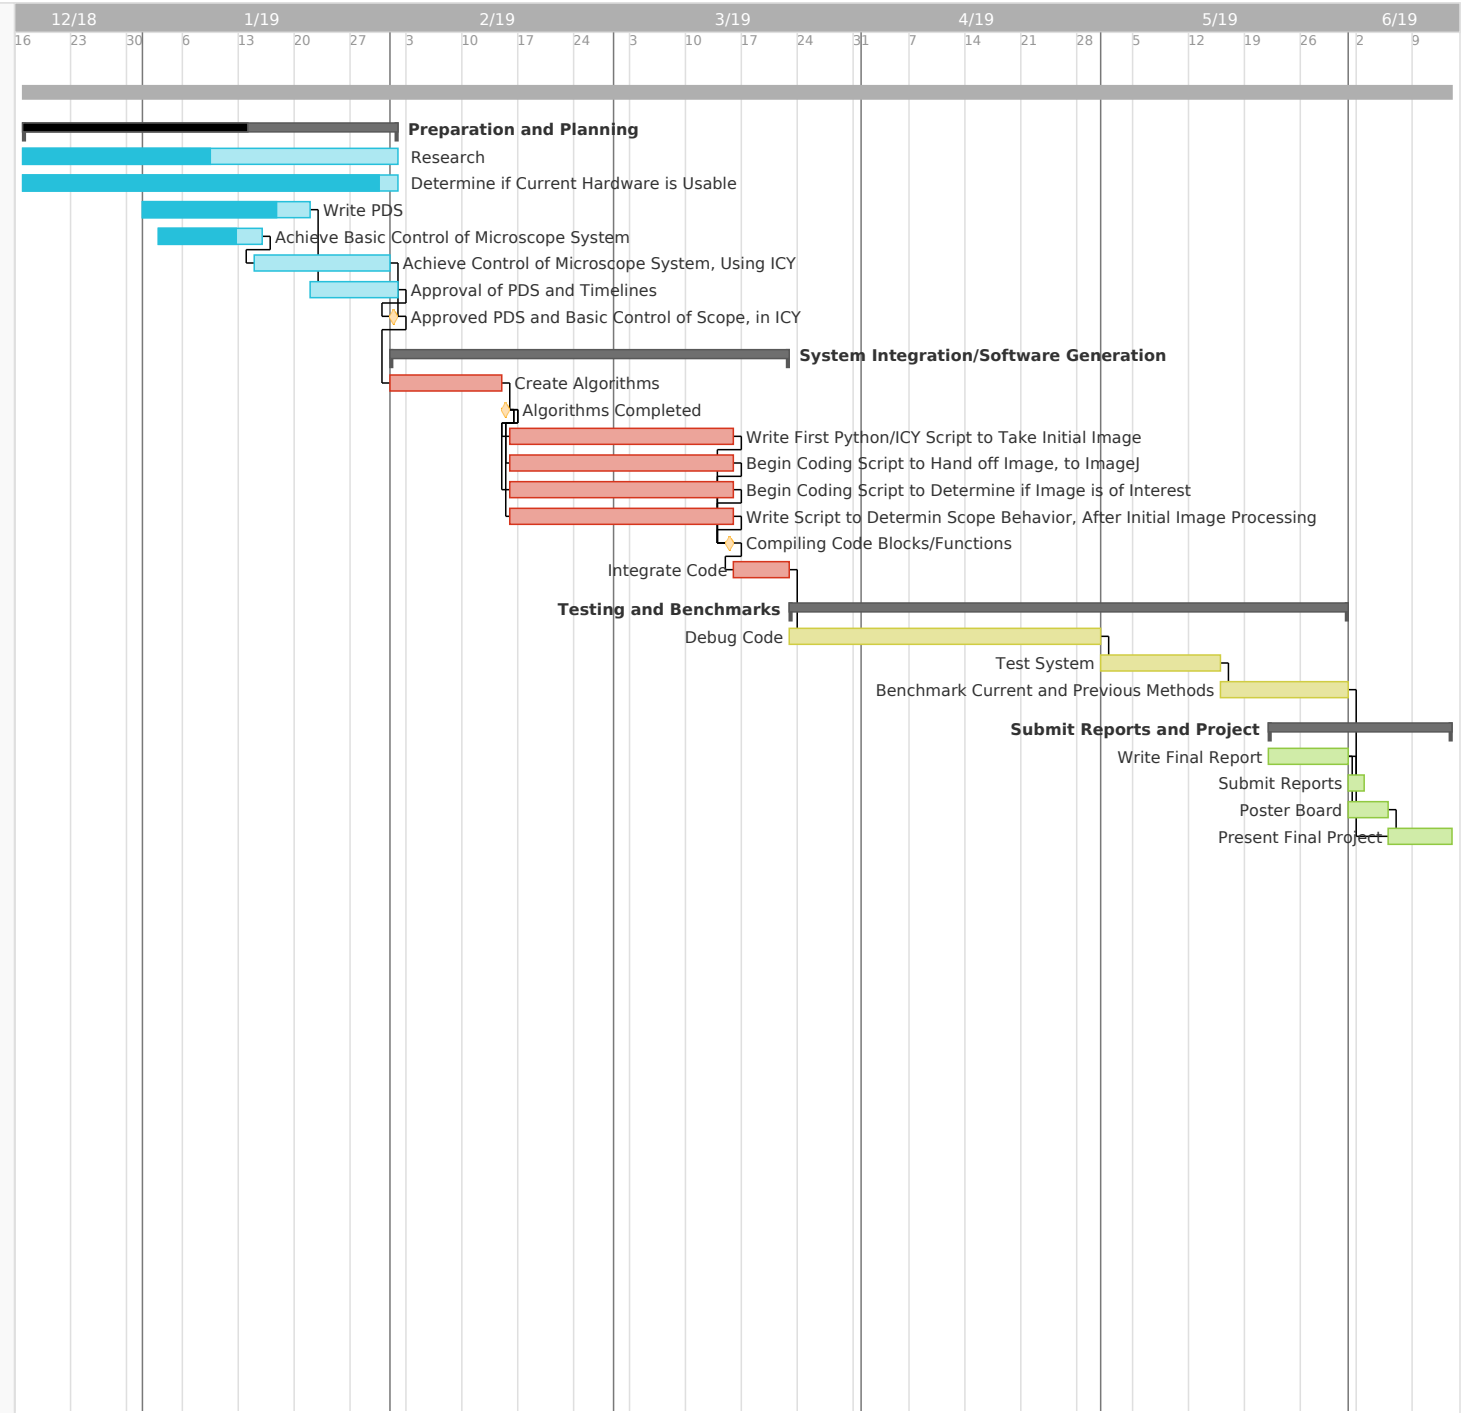 12/18 1/19 2/19 3/19 4/19 5/19 6/19
16 23 30 6 13 20 27 3 10 17 24 3 10 17 24 31 7 14 21 28 5 12 19 26 2 9
Preparation and Planning
Research
Determine if Current Hardware is Usable
Write PDS
Achieve Basic Control of Microscope System
Achieve Control of Microscope System, Using ICY
Approval of PDS and Timelines
Approved PDS and Basic Control of Scope, in ICY
System Integration/Software Generation
Create Algorithms
Algorithms Completed
Write First Python/ICY Script to Take Initial Image
Begin Coding Script to Hand off Image, to ImageJ
Begin Coding Script to Determine if Image is of Interest
Write Script to Determin Scope Behavior, After Initial Image Processing
Compiling Code Blocks/Functions
Integrate Code
Testing and Benchmarks
Debug Code
Test System
Benchmark Current and Previous Methods
Submit Reports and Project
Write Final Report
Submit Reports
Poster Board
Present Final Project